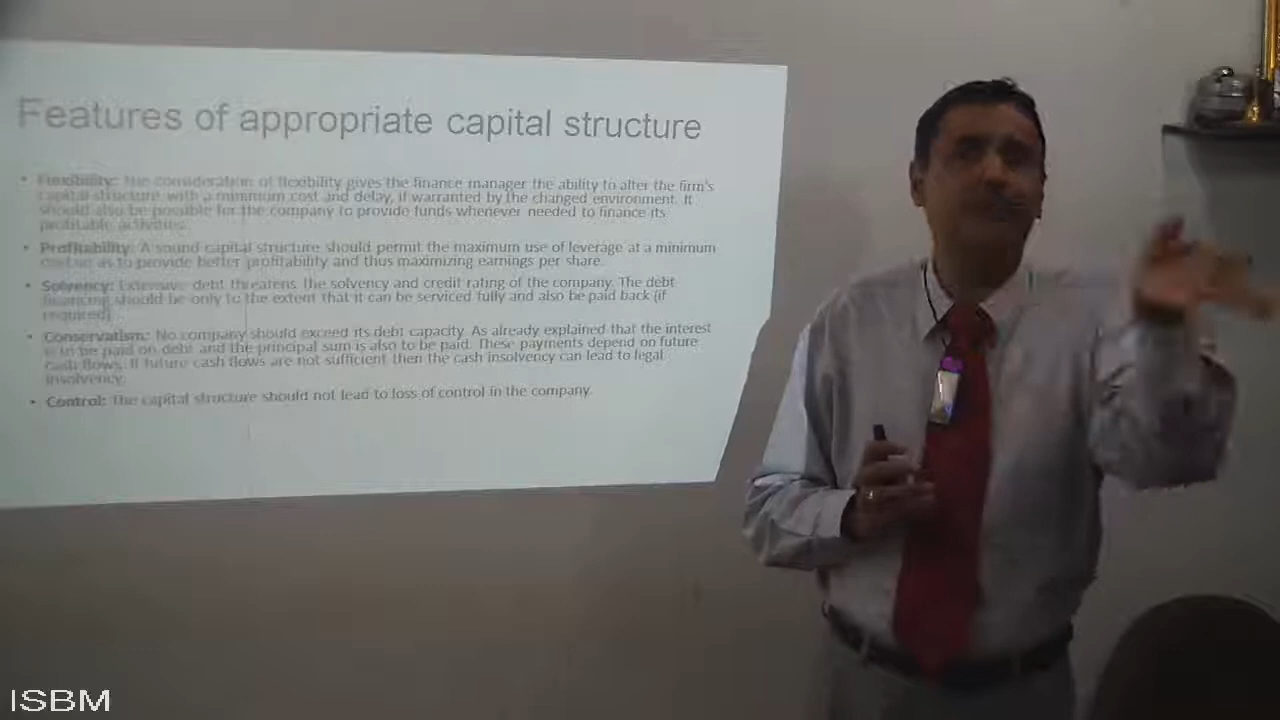 Features of appropriate capital structure
• Flexibility: The consideration of flexibility gives the finance manager the ability to alter the firm's
capital structure with a minimum cost and delay, if warranted by the changed environment. It
should also be possible for the company to provide funds whenever needed to finance its
profitable activities.
• Profitability: A sound capital structure should permit the maximum use of leverage at a minimum
cost so as to provide better profitability and thus maximizing earnings per share.
• Solvency: Extensive debt threatens the solvency and credit rating of the company. The debt
financing should be only to the extent that it can be serviced fully and also be paid back (if
required).
• Conservatism: No company should exceed its debt capacity. As already explained that the interest
is to be paid on debt and the principal sum is also to be paid. These payments depend on future
cash flows. If future cash flows are not sufficient then the cash insolvency can lead to legal
insolvency.
• Control: The capital structure should not lead to loss of control in the company.
ISBM